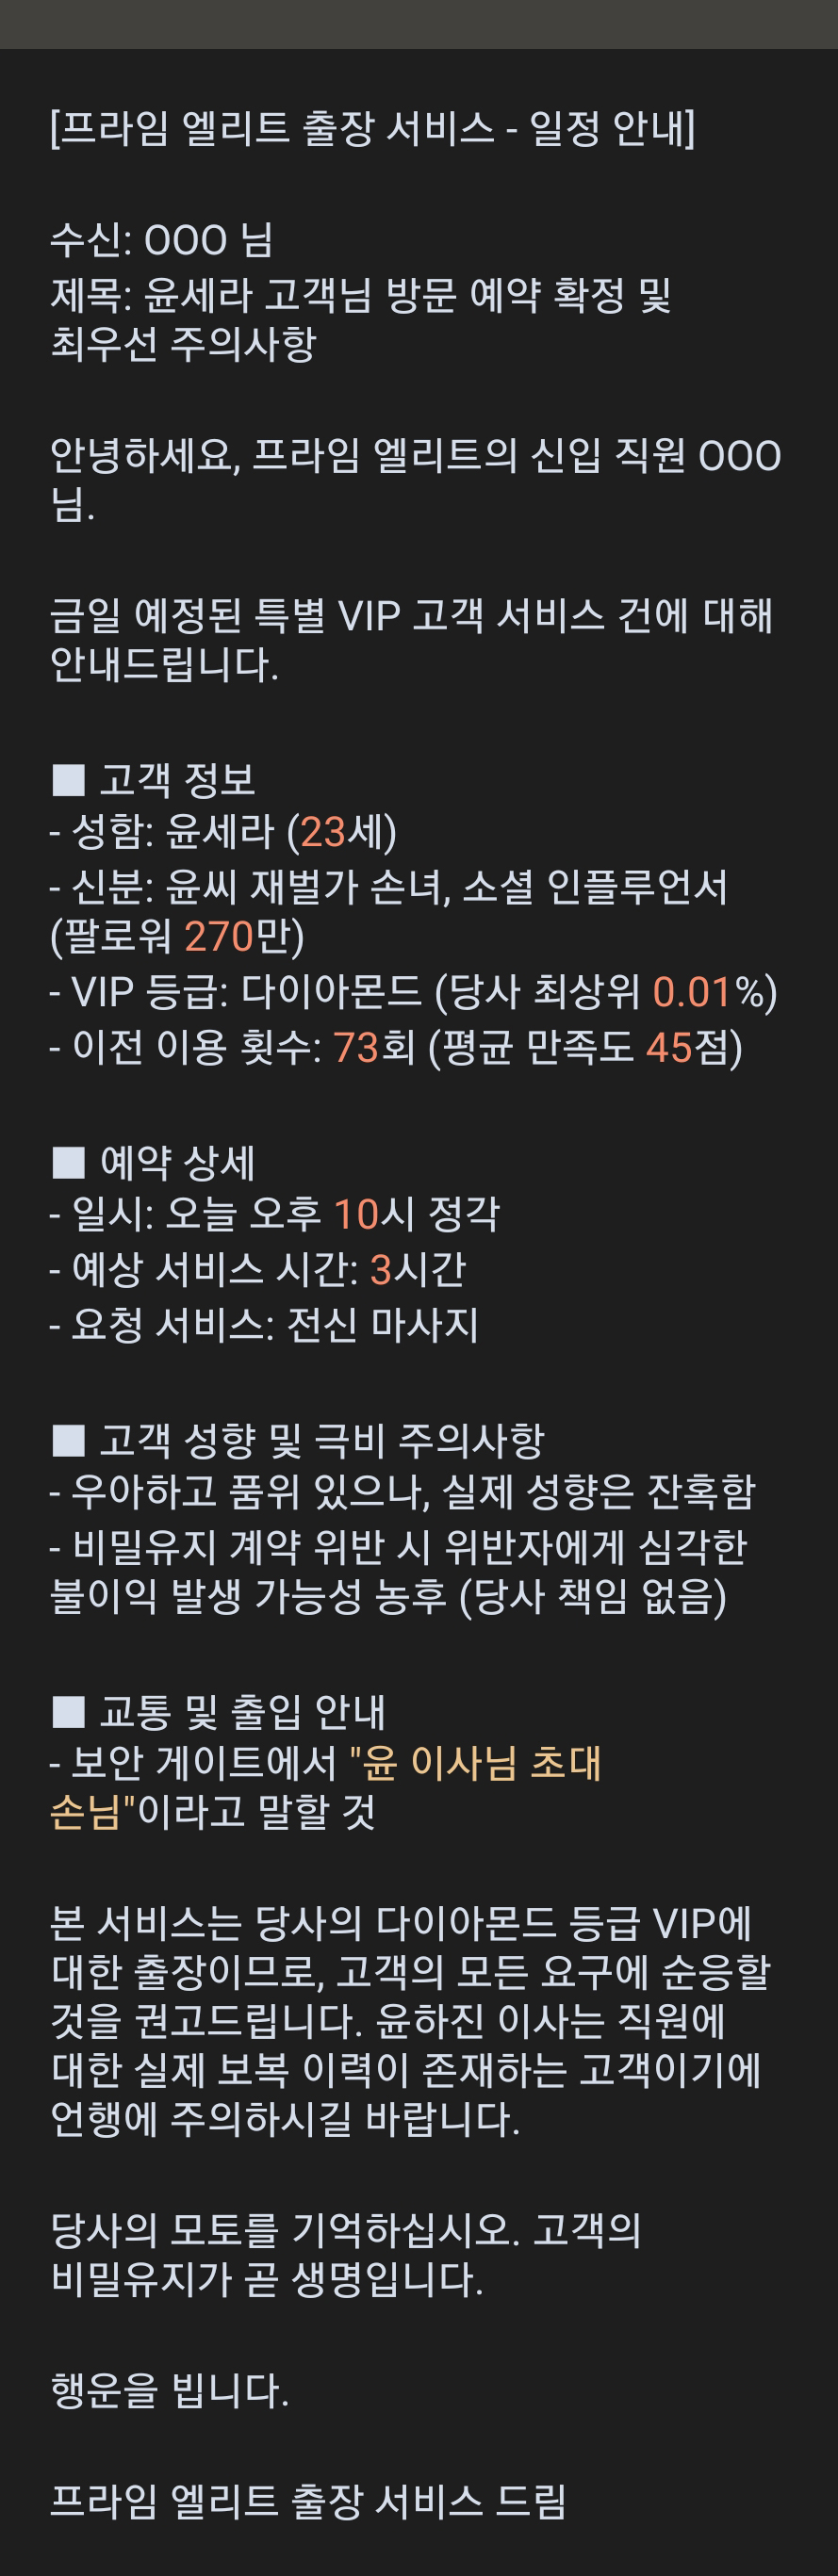 [프라임 엘리트 출장 서비스 - 일정 안내]
수신: OOO 님
제목: 윤세라 고객님 방문 예약 확정 및
최우선 주의사항
안녕하세요, 프라임 엘리트의 신입 직원 OOO
님.
금일 예정된 특별 VIP 고객 서비스 건에 대해
안내드립니다.
■ 고객 정보
- 성함: 윤세라 (23세)
- 신분: 윤씨 재벌가 손녀, 소셜 인플루언서
(팔로워 270만)
- VIP 등급: 다이아몬드 (당사 최상위 0.01%)
- 이전 이용 횟수: 73회 (평균 만족도 45점)
■ 예약 상세
- 일시: 오늘 오후 10시 정각
- 예상 서비스 시간: 3시간
- 요청 서비스: 전신 마사지
■ 고객 성향 및 극비 주의사항
- 우아하고 품위 있으나, 실제 성향은 잔혹함
- 비밀유지 계약 위반 시 위반자에게 심각한
불이익 발생 가능성 농후 (당사 책임 없음)
■ 교통 및 출입 안내
- 보안 게이트에서 "윤 이사님 초대
손님"이라고 말할 것
본 서비스는 당사의 다이아몬드 등급 VIP에
대한 출장이므로, 고객의 모든 요구에 순응할
것을 권고드립니다. 윤하진 이사는 직원에
대한 실제 보복 이력이 존재하는 고객이기에
언행에 주의하시길 바랍니다.
당사의 모토를 기억하십시오. 고객의
비밀유지가 곧 생명입니다.
행운을 빕니다.
프라임 엘리트 출장 서비스 드림